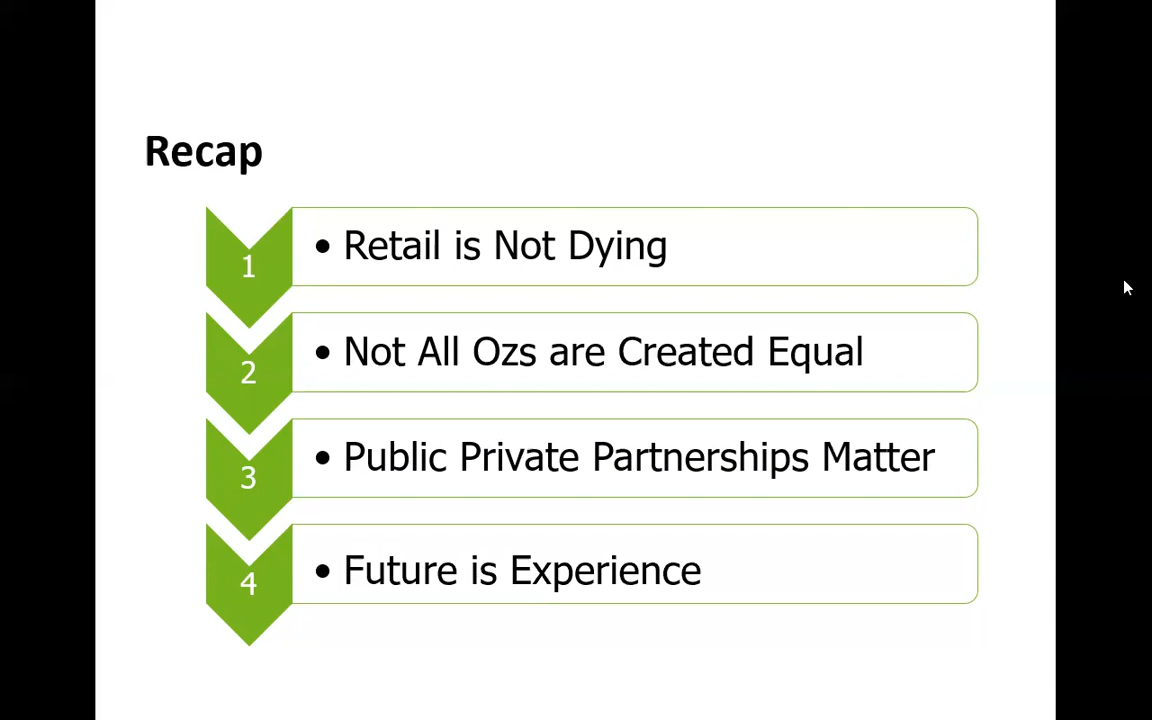 Recap
1
• Retail is Not Dying
2
• Not All Ozs are Created Equal
3
• Public Private Partnerships Matter
4
• Future is Experience